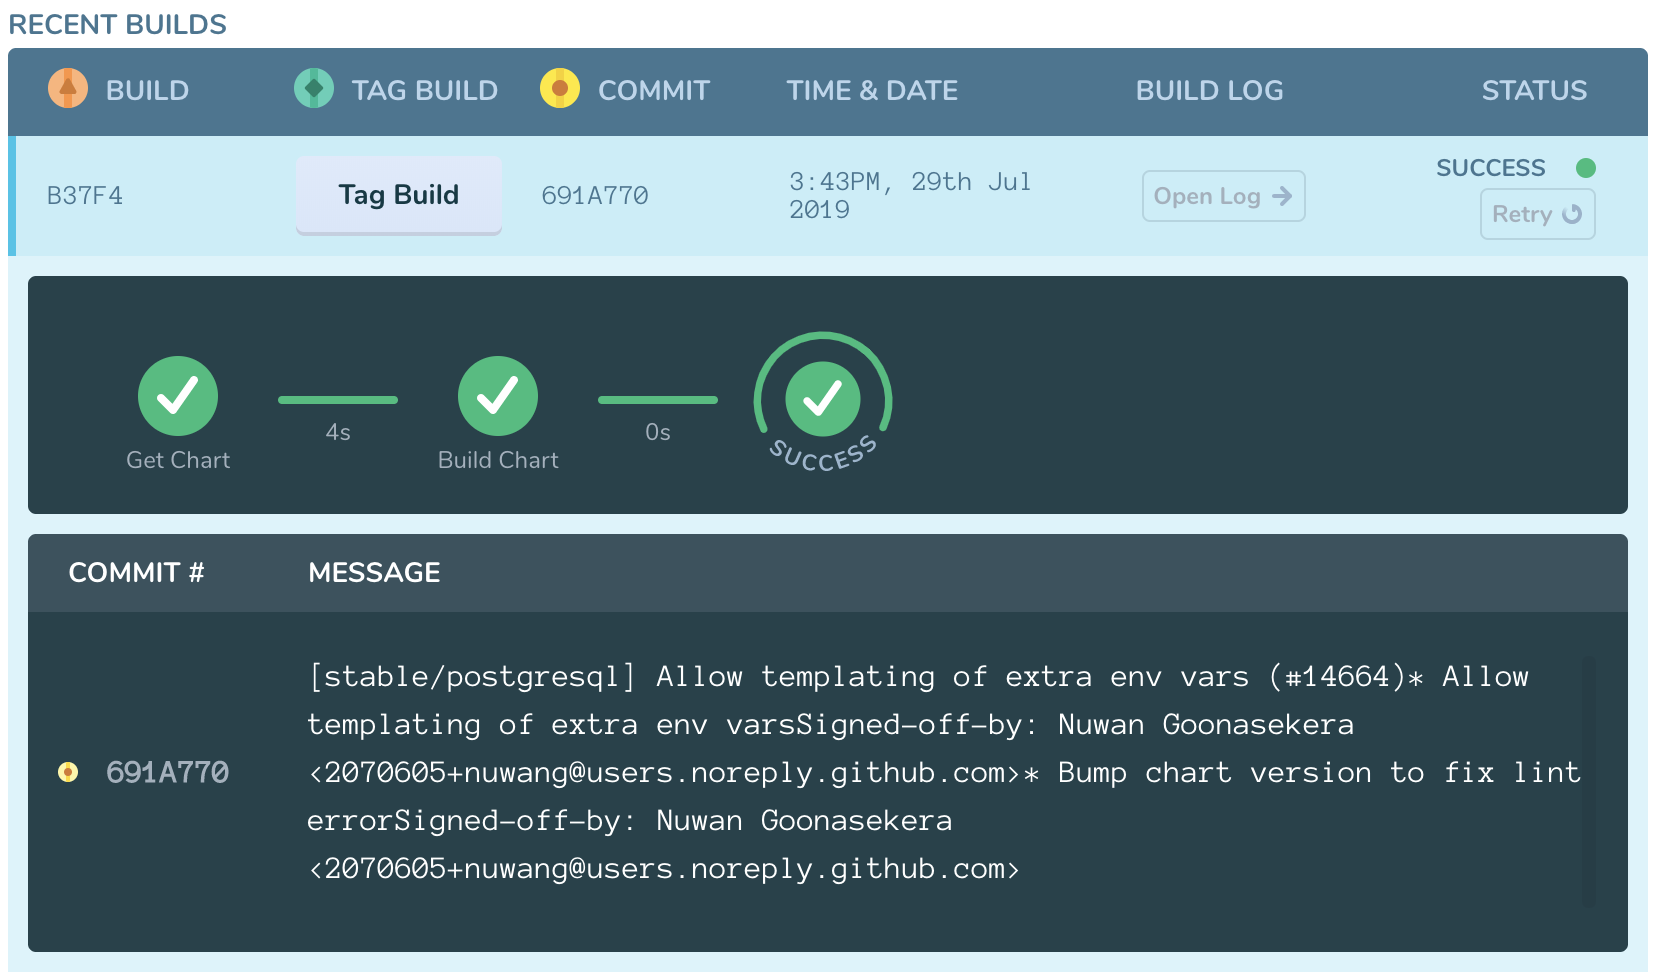 RECENT BUILDS
BUILD TAG BUILD COMMIT TIME & DATE BUILD LOG STATUS
B37F4 Tag Build 691A770 3:43PM, 29th Jul
2019 Open Log SUCCESS
Retry
Get Chart 4s Build Chart 0s SUCCESS
COMMIT # MESSAGE
[stable/postgresql] Allow templating of extra env vars (#14664)* Allow
templating of extra env varsSigned-off-by: Nuwan Goonasekera
691A770 <2070605+nuwang@users.noreply.github.com>* Bump chart version to fix lint
errorSigned-off-by: Nuwan Goonasekera
<2070605+nuwang@users.noreply.github.com>